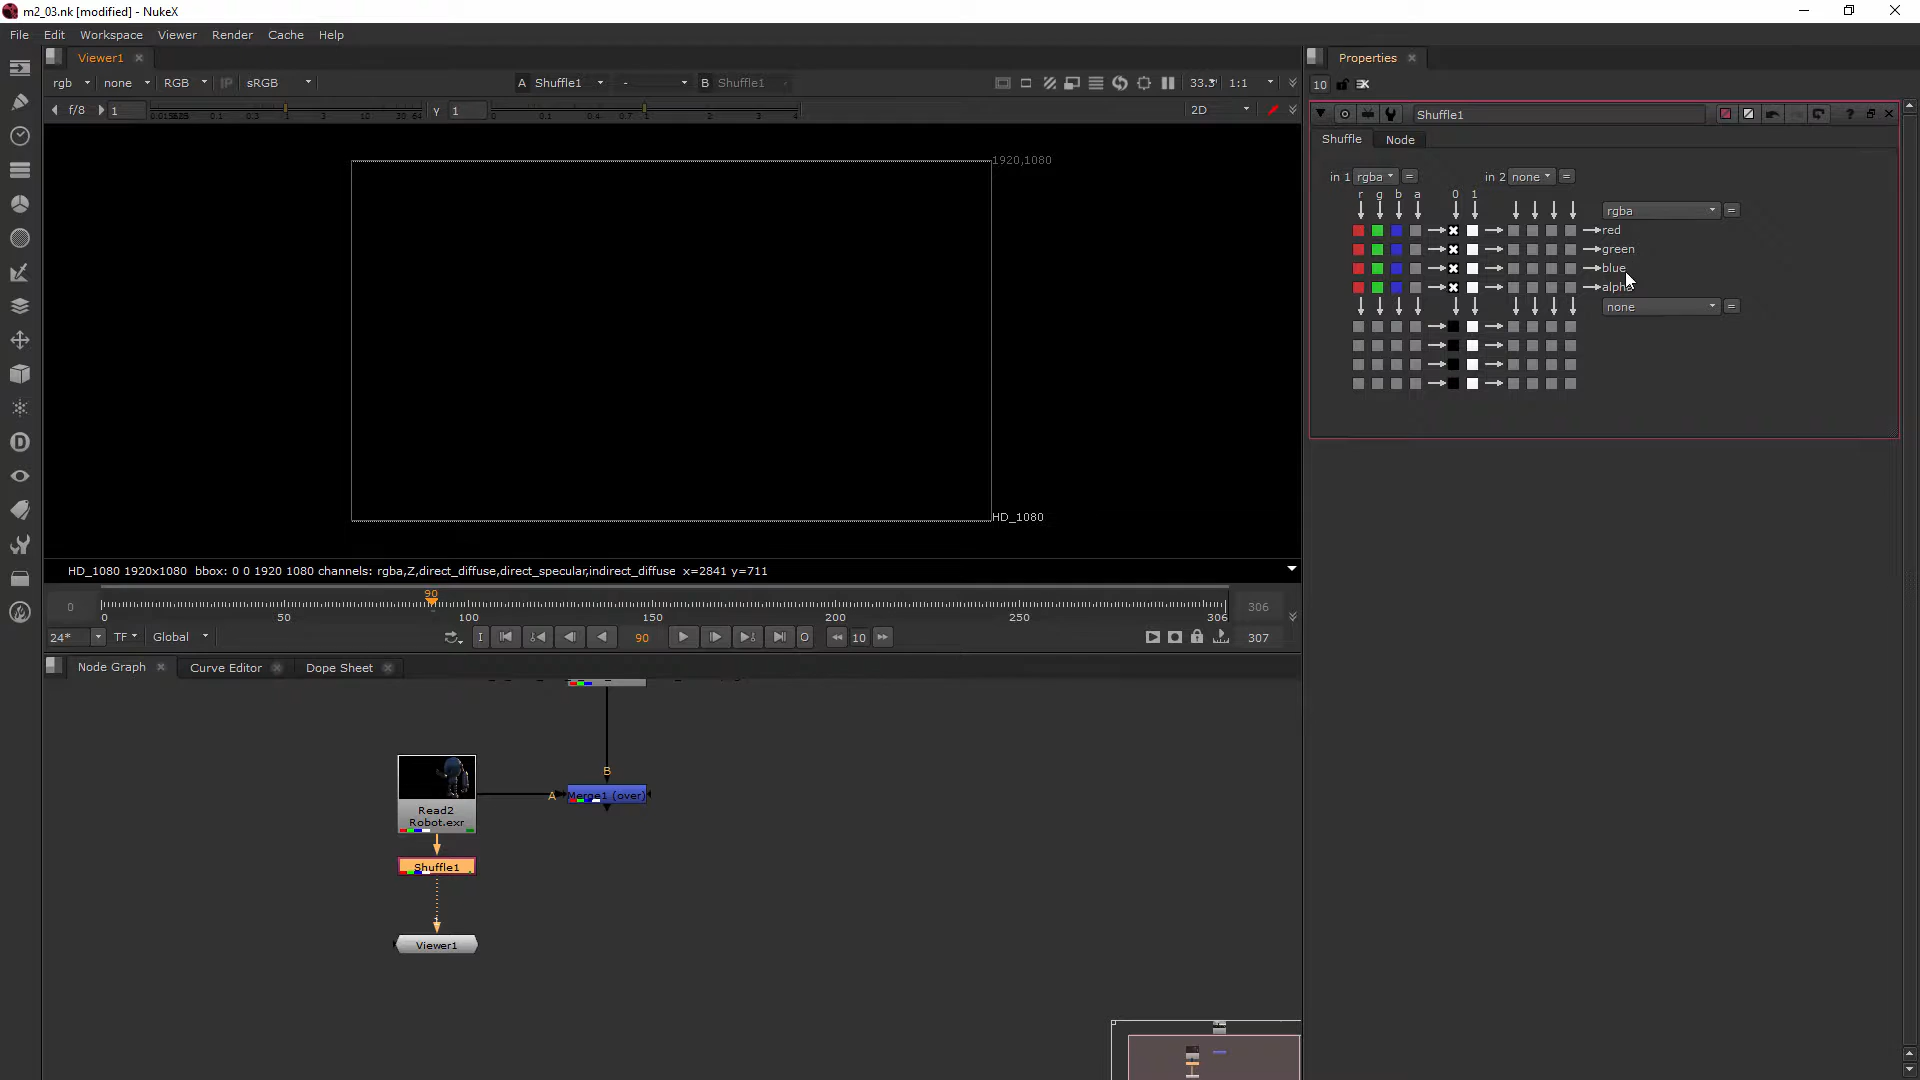 m2_03.nk [modified] - NukeX
File Edit Workspace Viewer Render Cache Help
Viewer1
rgb none RGB IP sRGB A Shuffle1 - B Shuffle1 33.3 1:1
f/8 1 Y 1 2D
1920,1080
HD_1080
HD_1080 1920x1080 bbox: 0 0 1920 1080 channels: rgba,Z,direct_diffuse,direct_specular,indirect_diffuse x=2841 y=711
90
0 306
0 50 100 150 200 250 306
24* TF Global I 90 O 10 307
Node Graph Curve Editor Dope Sheet
B
A Merge1 (over)
Read2
Robot.exr
Shuffle1
Viewer1
Properties
10
Shuffle1
Shuffle Node
in 1 rgba = in 2 none =
r g b a 0 1
rgba =
red
green
blue
alpha
none =